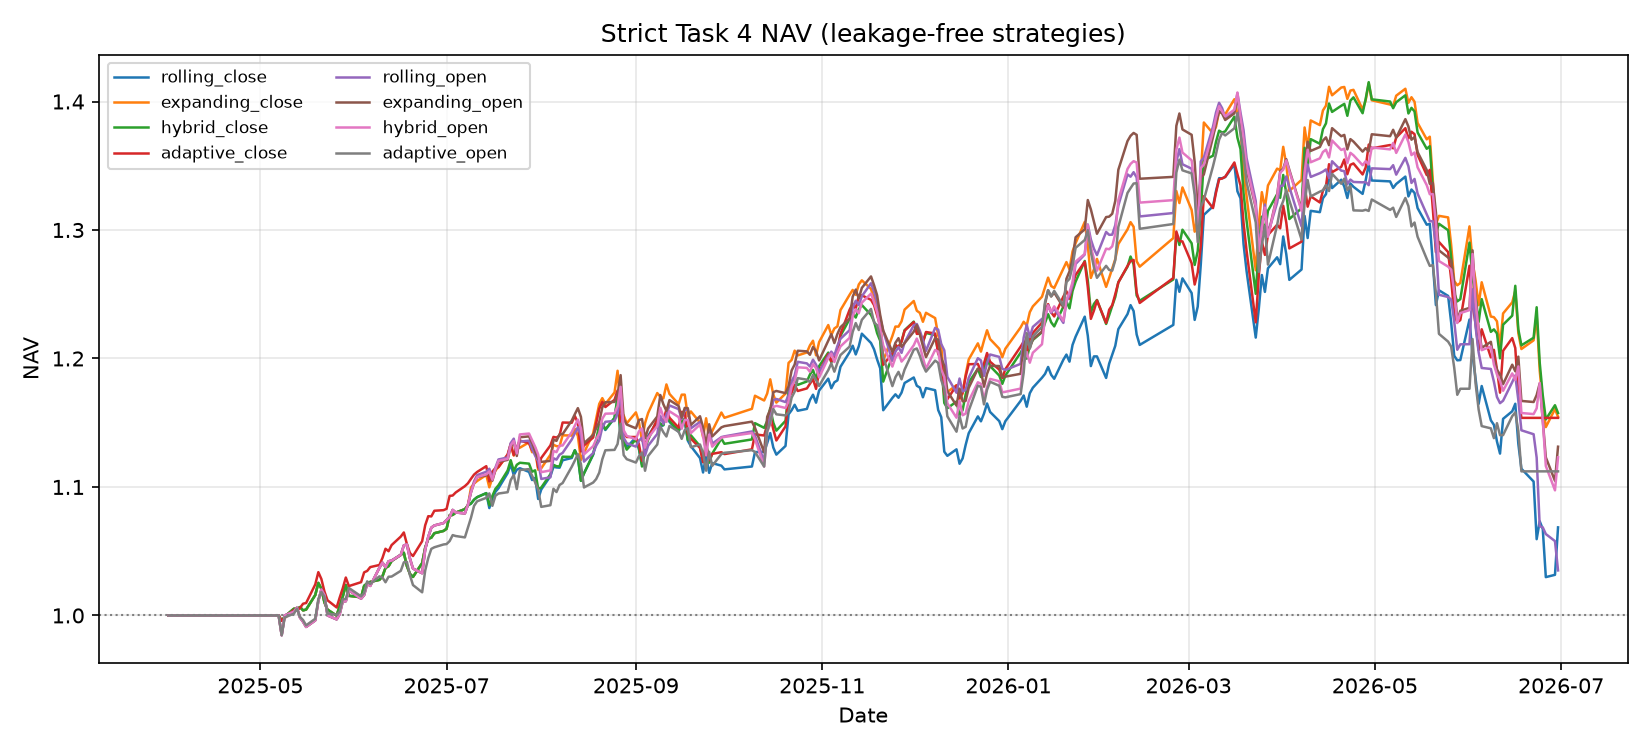 Strict Task 4 NAV (leakage-free strategies)
rolling_close
expanding_close
hybrid_close
adaptive_close
rolling_open
expanding_open
hybrid_open
adaptive_open
NAV
1.4
1.3
1.2
1.1
1.0
2025-05
2025-07
2025-09
2025-11
2026-01
2026-03
2026-05
2026-07
Date